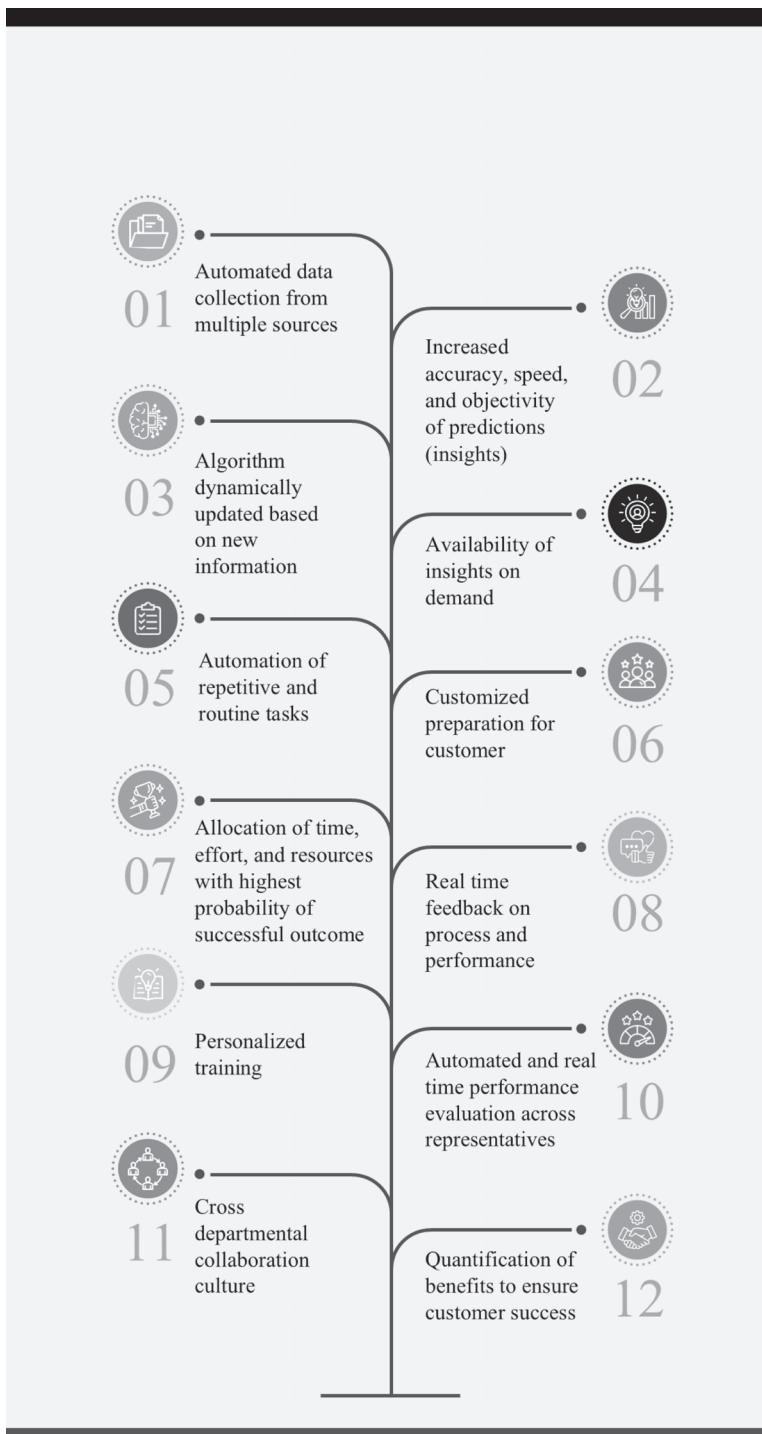 01
Automated data
collection from
multiple sources
02
Increased
accuracy, speed,
and objectivity
of predictions
(insights)
03
Algorithm
dynamically
updated based
on new
information
04
Availability of
insights on
demand
05
Automation of
repetitive and
routine tasks
06
Customized
preparation for
customer
07
Allocation of time,
effort, and resources
with highest
probability of
successful outcome
08
Real time
feedback on
process and
performance
09
Personalized
training
10
Automated and real
time performance
evaluation across
representatives
11
Cross
departmental
collaboration
culture
12
Quantification of
benefits to ensure
customer success